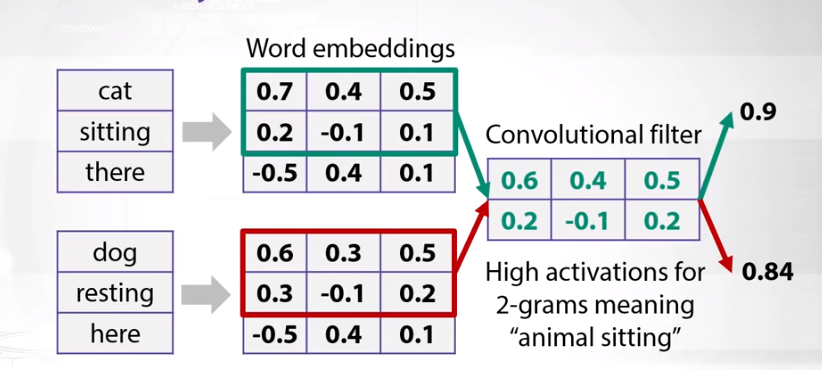 Word embeddings
cat
0.7 0.4 0.5
sitting
0.2 -0.1 0.1
there
-0.5 0.4 0.1
dog
0.6 0.3 0.5
resting
0.3 -0.1 0.2
here
-0.5 0.4 0.1
Convolutional filter
0.6 0.4 0.5
0.2 -0.1 0.2
High activations for
2-grams meaning
“animal sitting”
0.9
0.84